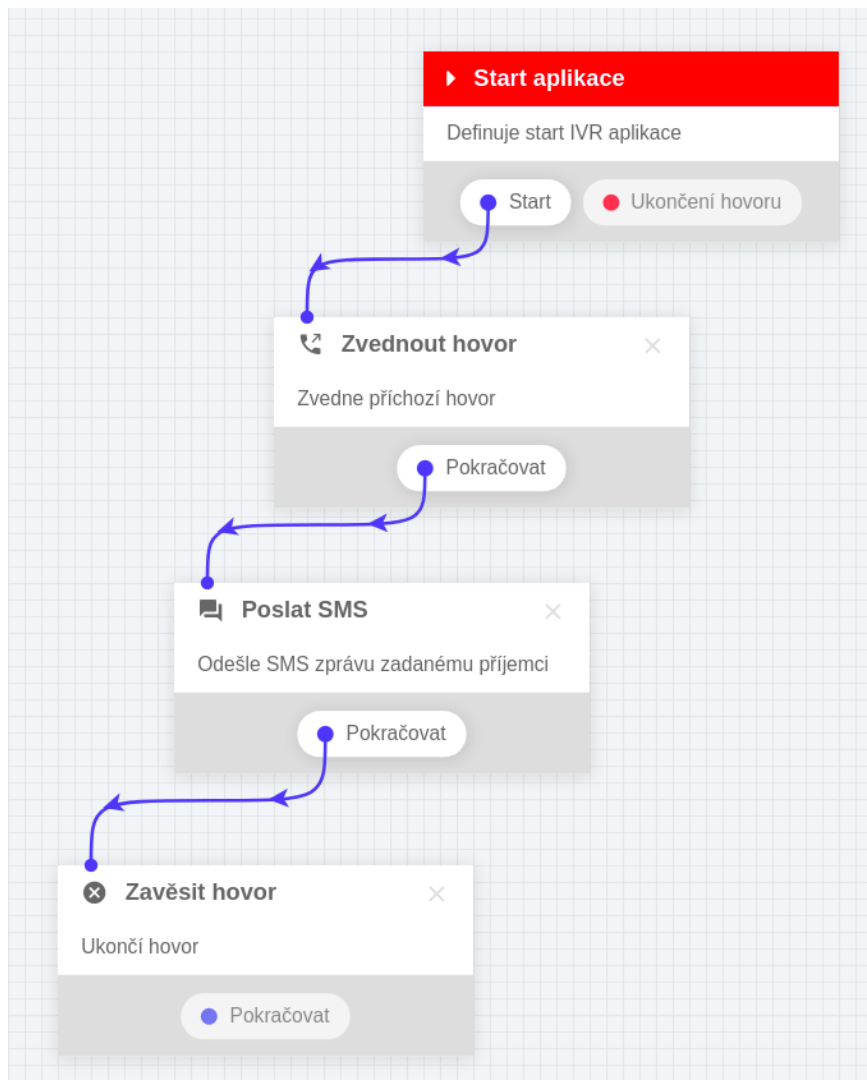 Start aplikace
Definuje start IVR aplikace
Start
Ukončení hovoru
Zvednout hovor
Zvedne příchozí hovor
Pokračovat
Poslat SMS
Odešle SMS zprávu zadanému příjemci
Pokračovat
Zavěsit hovor
Ukončí hovor
Pokračovat